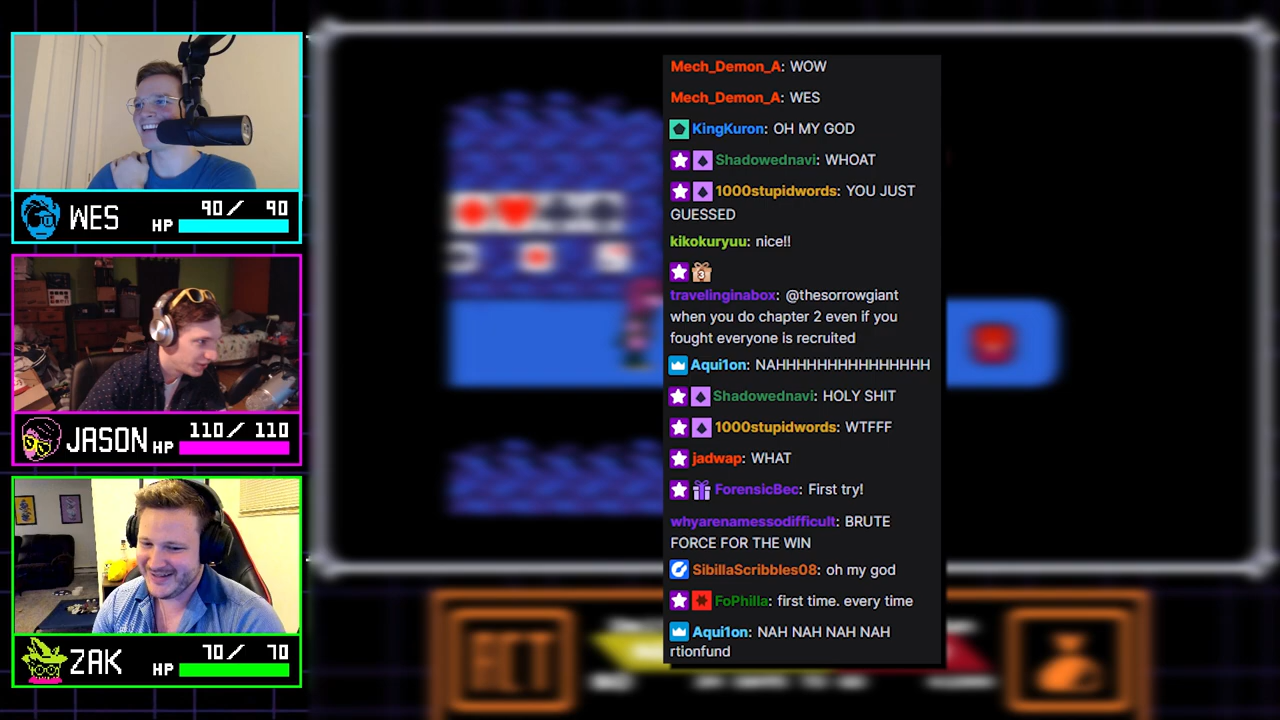 WES
HP 90/ 90
JASON
HP 110/ 110
ZAK
HP 70/ 70
Mech_Demon_A: WOW
Mech_Demon_A: WES
KingKuron: OH MY GOD
Shadowednavi: WHOAT
1000stupidwords: YOU JUST
GUESSED
kikokuryuu: nice!!
3
travelinginabox: @thesorrowgiant
when you do chapter 2 even if you
fought everyone is recruited
Aqui1on: NAHHHHHHHHHHHHHHH
Shadowednavi: HOLY SHIT
1000stupidwords: WTFFF
jadwap: WHAT
ForensicBec: First try!
whyarenamessodifficult: BRUTE
FORCE FOR THE WIN
SibillaScribbles08: oh my god
FoPhilla: first time. every time
Aqui1on: NAH NAH NAH NAH
rtionfund